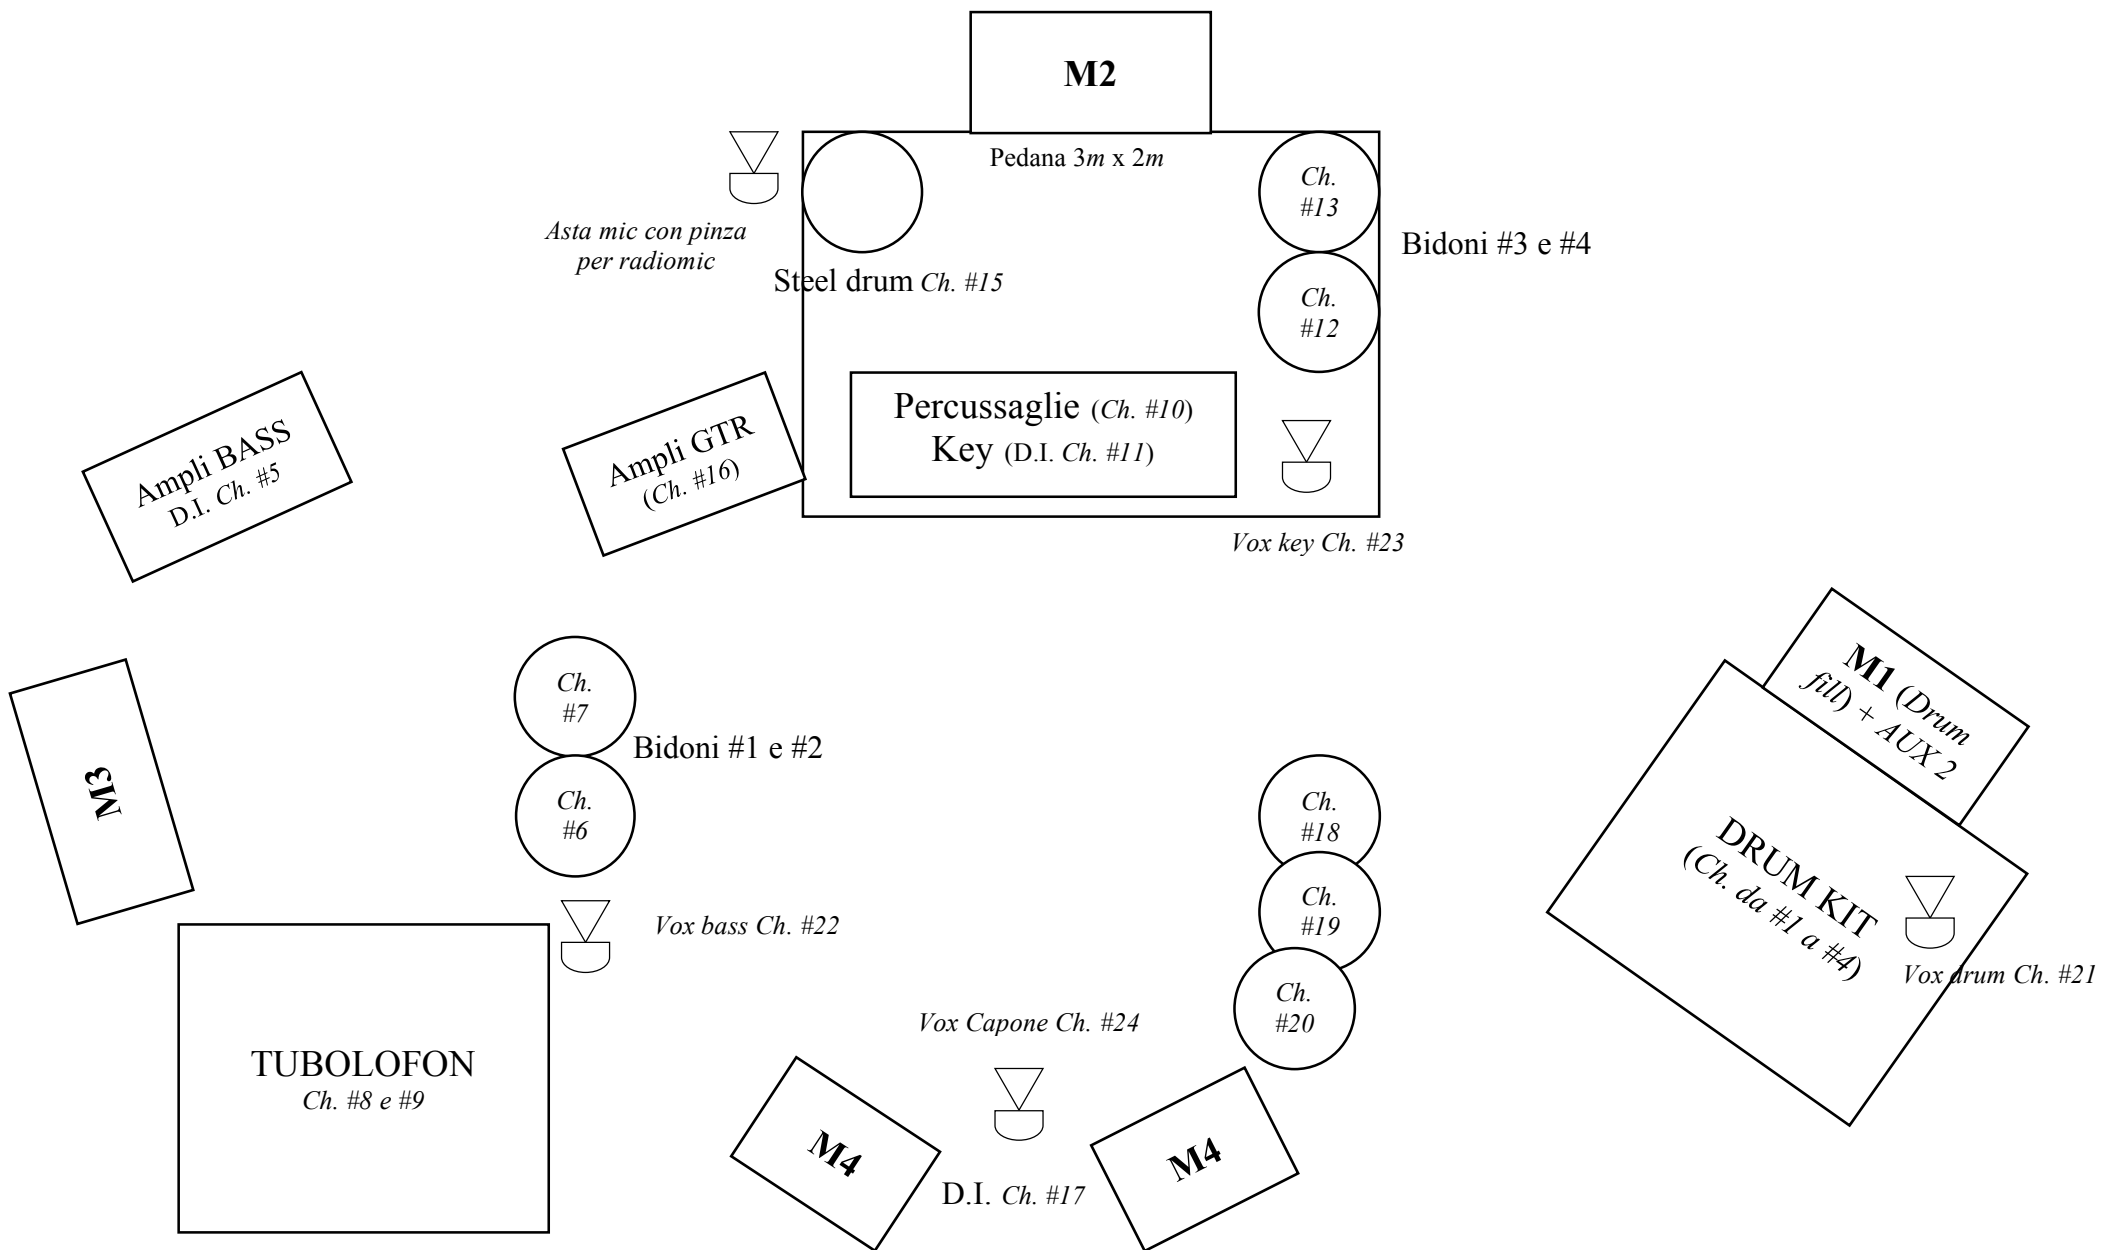 M2
Pedana 3m x 2m
Ch.
#13
Asta mic con pinza
per radiomic
Bidoni #3 e #4
Steel drum Ch. #15
Ch.
#12
Percussaglie (Ch. #10)
Key (D.I. Ch. #11)
Ampli BASS
D.I. Ch. #5
Ampli GTR
(Ch. #16)
Vox key Ch. #23
M1 (Drum
fill) + AUX 2
Ch.
#7
Bidoni #1 e #2
M3
Ch.
#6
Ch.
#18
DRUM KIT
(Ch. da #1 a #4)
Ch.
#19
Vox bass Ch. #22
Vox drum Ch. #21
Ch.
#20
Vox Capone Ch. #24
TUBOLOFON
Ch. #8 e #9
M4
M4
D.I. Ch. #17